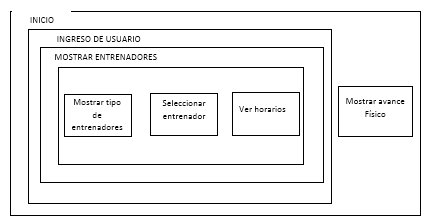 INICIO
INGRESO DE USUARIO
MOSTRAR ENTRENADORES
Mostrar tipo
de
entrenadores
Seleccionar
entrenador
Ver horarios
Mostrar avance
Físico